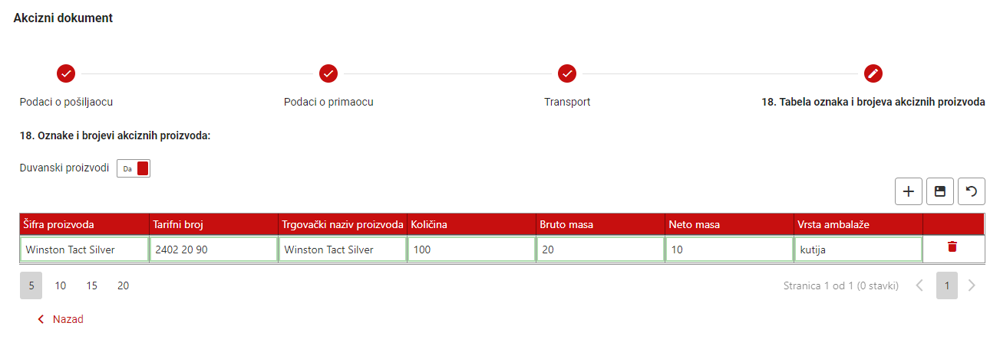 Akcizni dokument
Podaci o pošiljaocu
Podaci o primaocu
Transport
18. Tabela oznaka i brojeva akciznih proizvoda
18. Oznake i brojevi akciznih proizvoda:
Duvanski proizvodi Da
Šifra proizvoda Tarifni broj Trgovački naziv proizvoda Količina Bruto masa Neto masa Vrsta ambalaže
Winston Tact Silver 2402 20 90 Winston Tact Silver 100 20 10 kutija
5 10 15 20 Stranica 1 od 1 (0 stavki) 1
Nazad